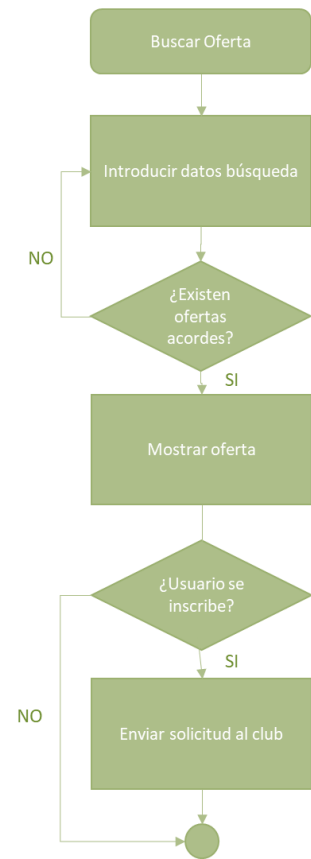 Buscar Oferta
Introducir datos búsqueda
NO
¿Existen
ofertas
acordes?
SI
Mostrar oferta
¿Usuario se
inscribe?
SI
NO
Enviar solicitud al club